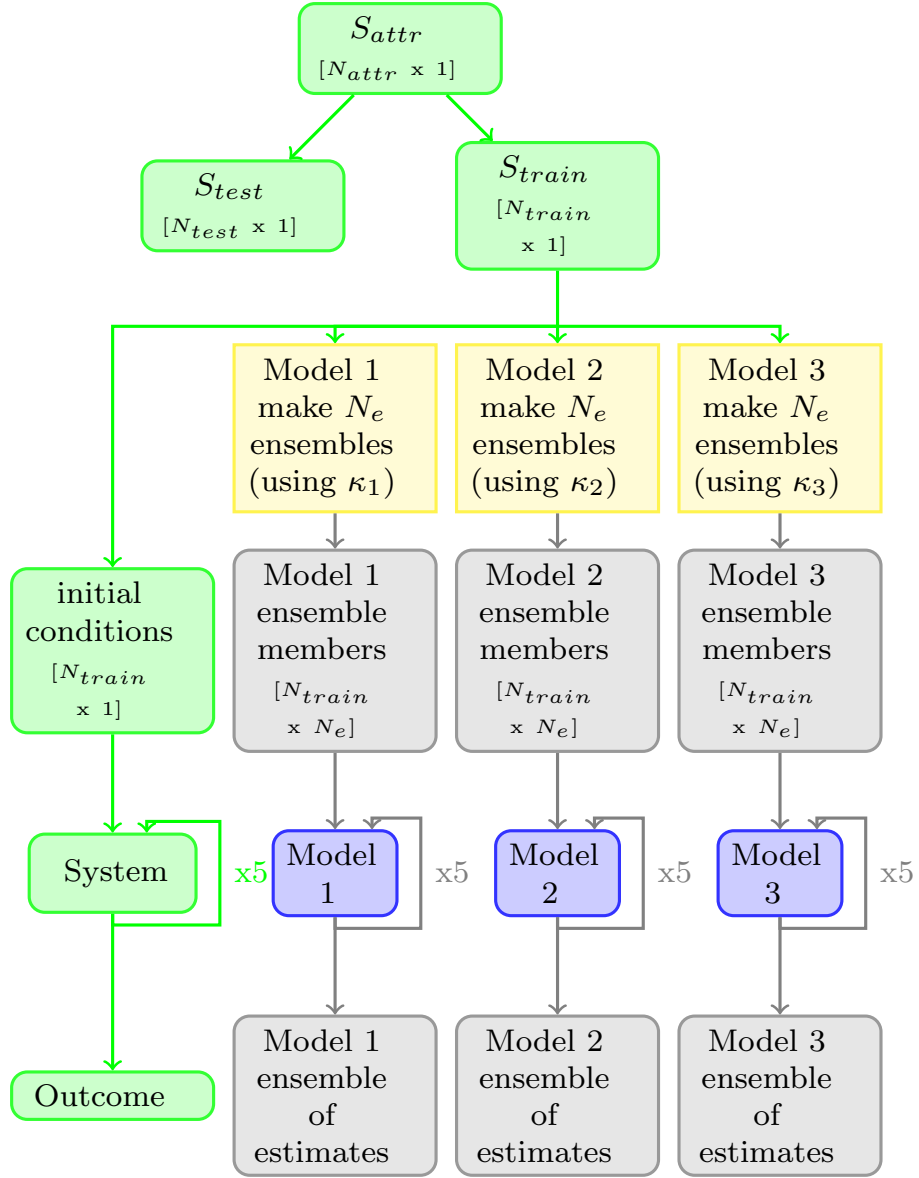 S_attr
[N_attr x 1]
S_test
[N_test x 1]
S_train
[N_train
x 1]
Model 1
make N_e
ensembles
(using κ_1)
Model 2
make N_e
ensembles
(using κ_2)
Model 3
make N_e
ensembles
(using κ_3)
initial
conditions
[N_train
x 1]
Model 1
ensemble
members
[N_train
x N_e]
Model 2
ensemble
members
[N_train
x N_e]
Model 3
ensemble
members
[N_train
x N_e]
System
x5
Model
1
x5
Model
2
x5
Model
3
x5
Outcome
Model 1
ensemble
of
estimates
Model 2
ensemble
of
estimates
Model 3
ensemble
of
estimates